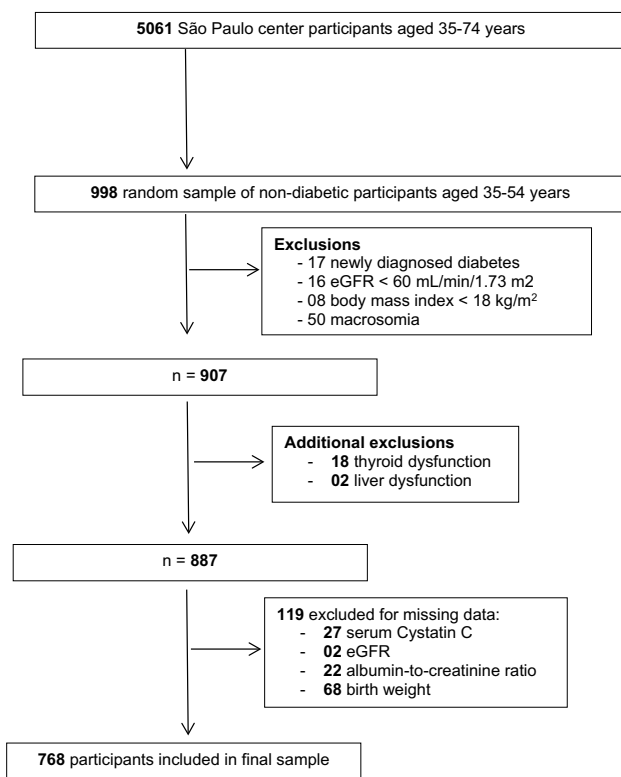 5061 São Paulo center participants aged 35-74 years
998 random sample of non-diabetic participants aged 35-54 years
Exclusions
- 17 newly diagnosed diabetes
- 16 eGFR < 60 mL/min/1.73 m2
- 08 body mass index < 18 kg/m²
- 50 macrosomia
n = 907
Additional exclusions
- 18 thyroid dysfunction
- 02 liver dysfunction
n = 887
119 excluded for missing data:
- 27 serum Cystatin C
- 02 eGFR
- 22 albumin-to-creatinine ratio
- 68 birth weight
768 participants included in final sample